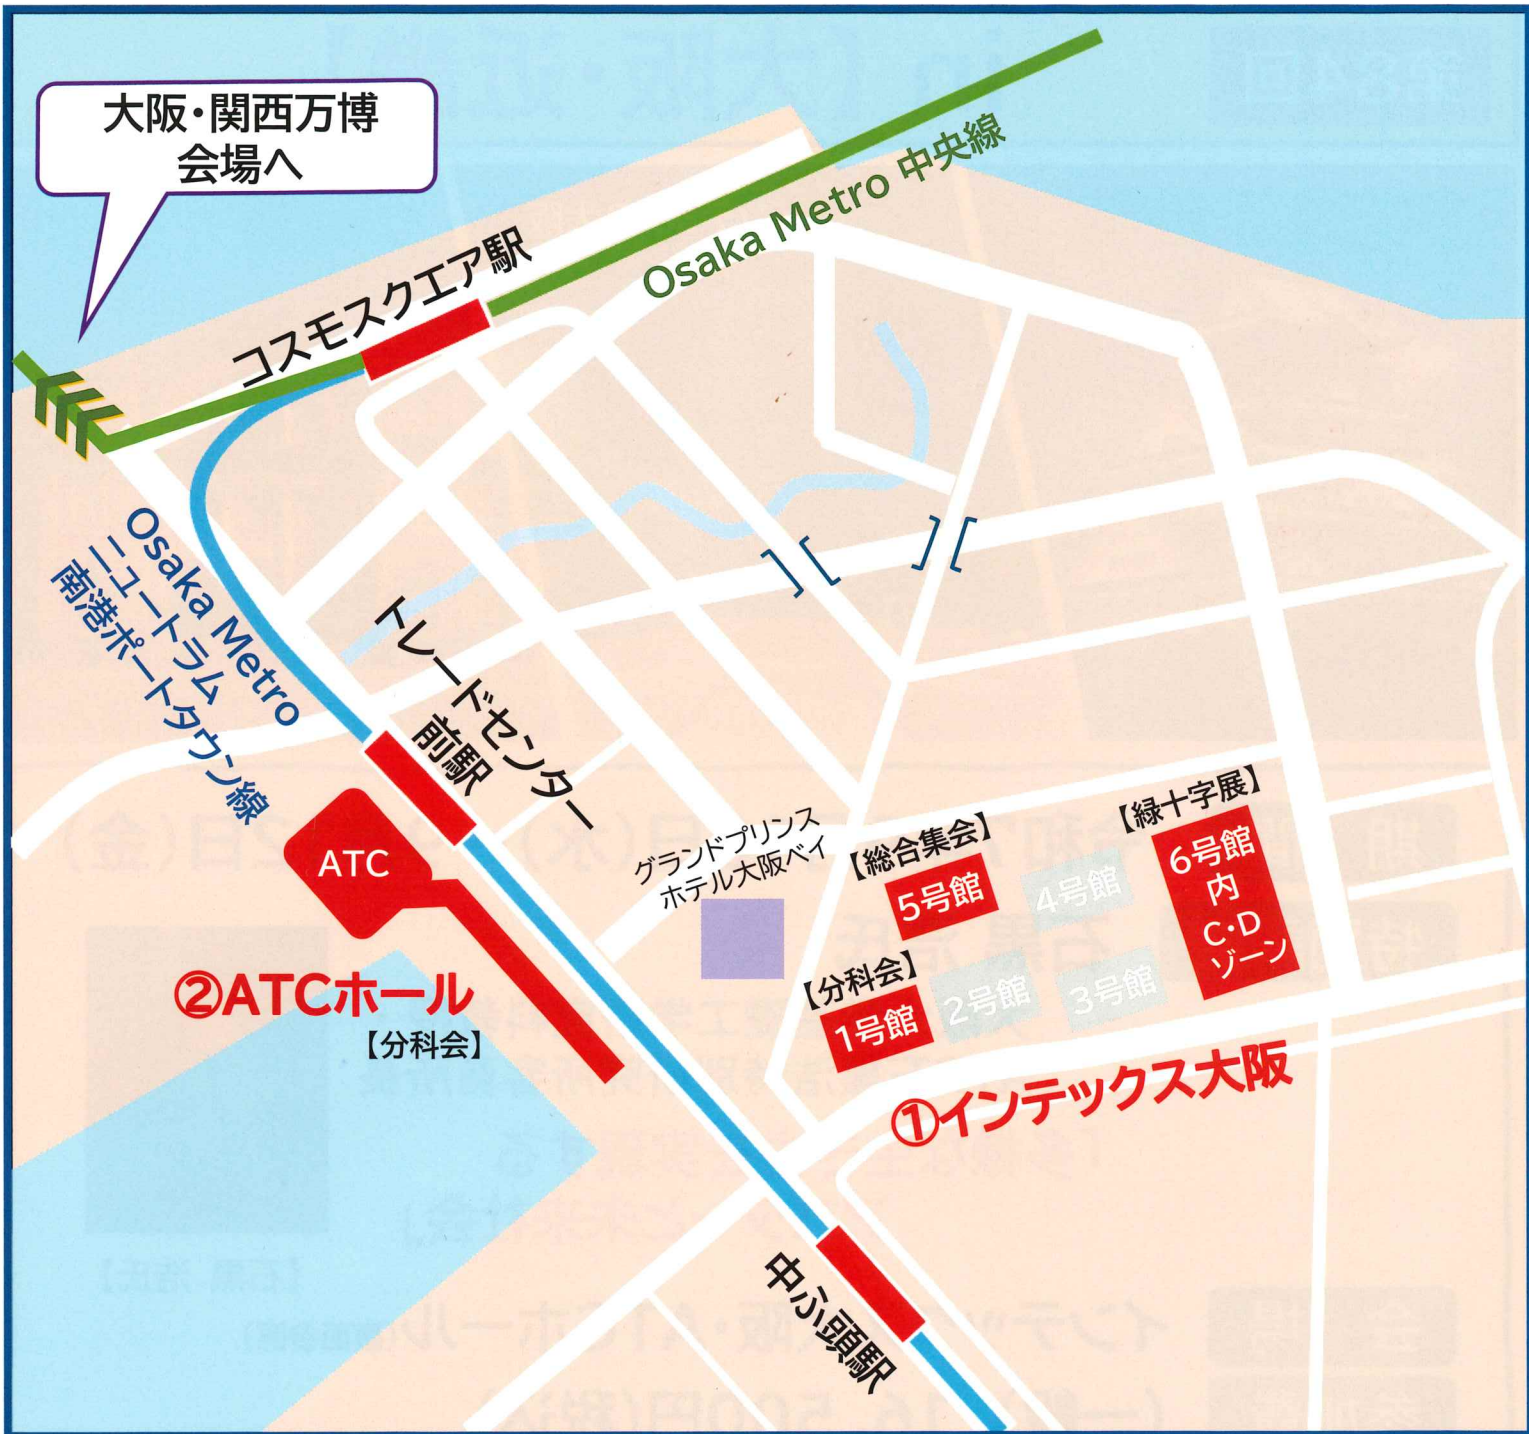 大阪・関西万博
会場へ
Osaka Metro 中央線
コスモスクエア駅
Osaka Metro
ニュートラム
南港ポートタウン線
トレードセンター
前駅
ATC
②ATCホール
【分科会】
グランドプリンス
ホテル大阪ベイ
【総合集会】
5号館
4号館
【緑十字展】
6号館
内
C・D
ゾーン
【分科会】
1号館
2号館
3号館
①インテックス大阪
中ふ頭駅